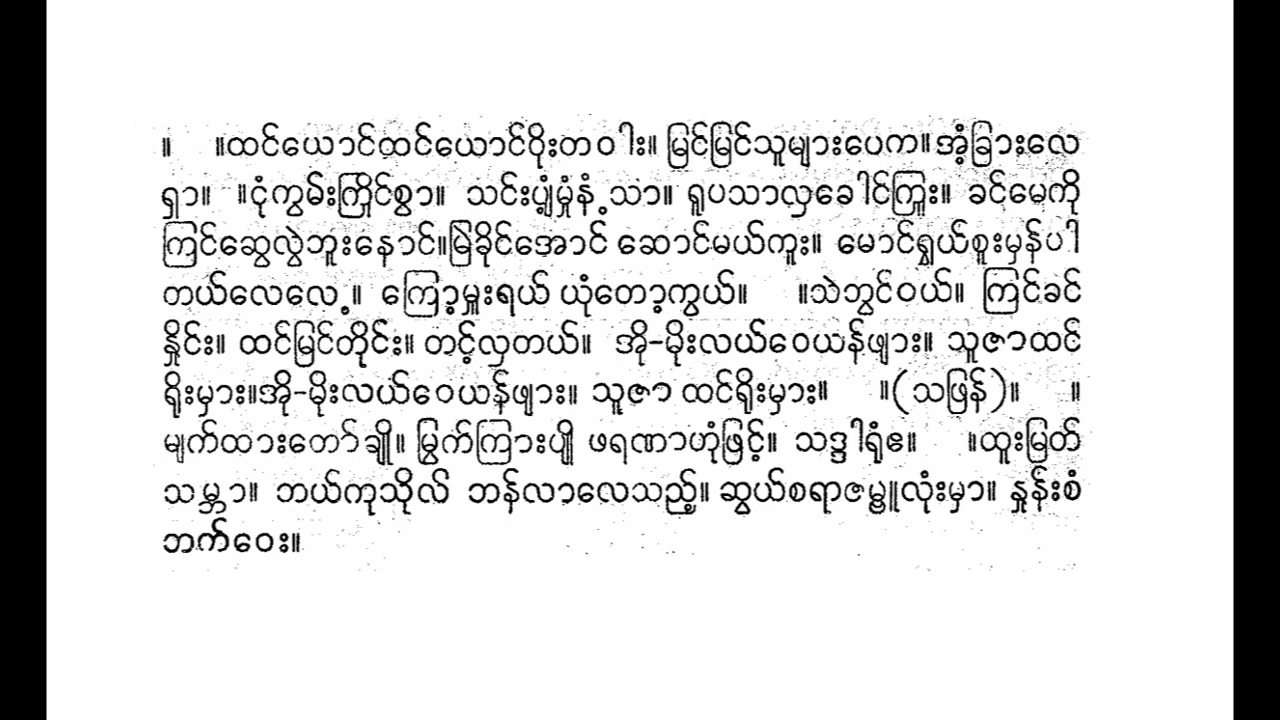 ။ ။ထင်ယောင်ထင်ယောင်ဝိုးတဝါး။ မြင်မြင်သူများပေက။ အံ့ခြားလေ
ရှာ။ ။ငုံကွမ်းကြိုင်စွာ။ သင်းပျံ့မှုံနံ့သာ။ ရူပသာလှခေါင်ကြူး။ ခင်မေကို
ကြင်ဆွေလွဲဘူးနောင်။မြဲခိုင်အောင် ဆောင်မယ်ကူး။ မောင်ရွှယ်စူးမှန်ပါ
တယ်လေလေ့။ ကြော့မှူးရယ် ယုံတော့ကွယ်။ ။သဲဘွင်ဝယ်။ ကြင်ခင်
နှိုင်း။ ထင်မြင်တိုင်း။ တင့်လှတယ်။ အို-မိုးလယ်ဝေယန်ဖျား။ သူဇာထင်
ရိုးမှား။အို-မိုးလယ်ဝေယန်ဖျား။ သူဇာ ထင်ရိုးမှား။ ။(သဖြန်)။ ။
မျက်ထားတော်ချို။ မြွက်ကြားပျို ဖရဏာဟုံဖြင့်။ သဒ္ဒါရုံဧ။ ။ထူးမြတ်
သမ္ဘာ။ ဘယ်ကုသိုလ် ဘန်လာလေသည့်။ ဆွယ်စရာဇမ္ဗူလုံးမှာ။ နှုန်းစံ
ဘက်ဝေး။